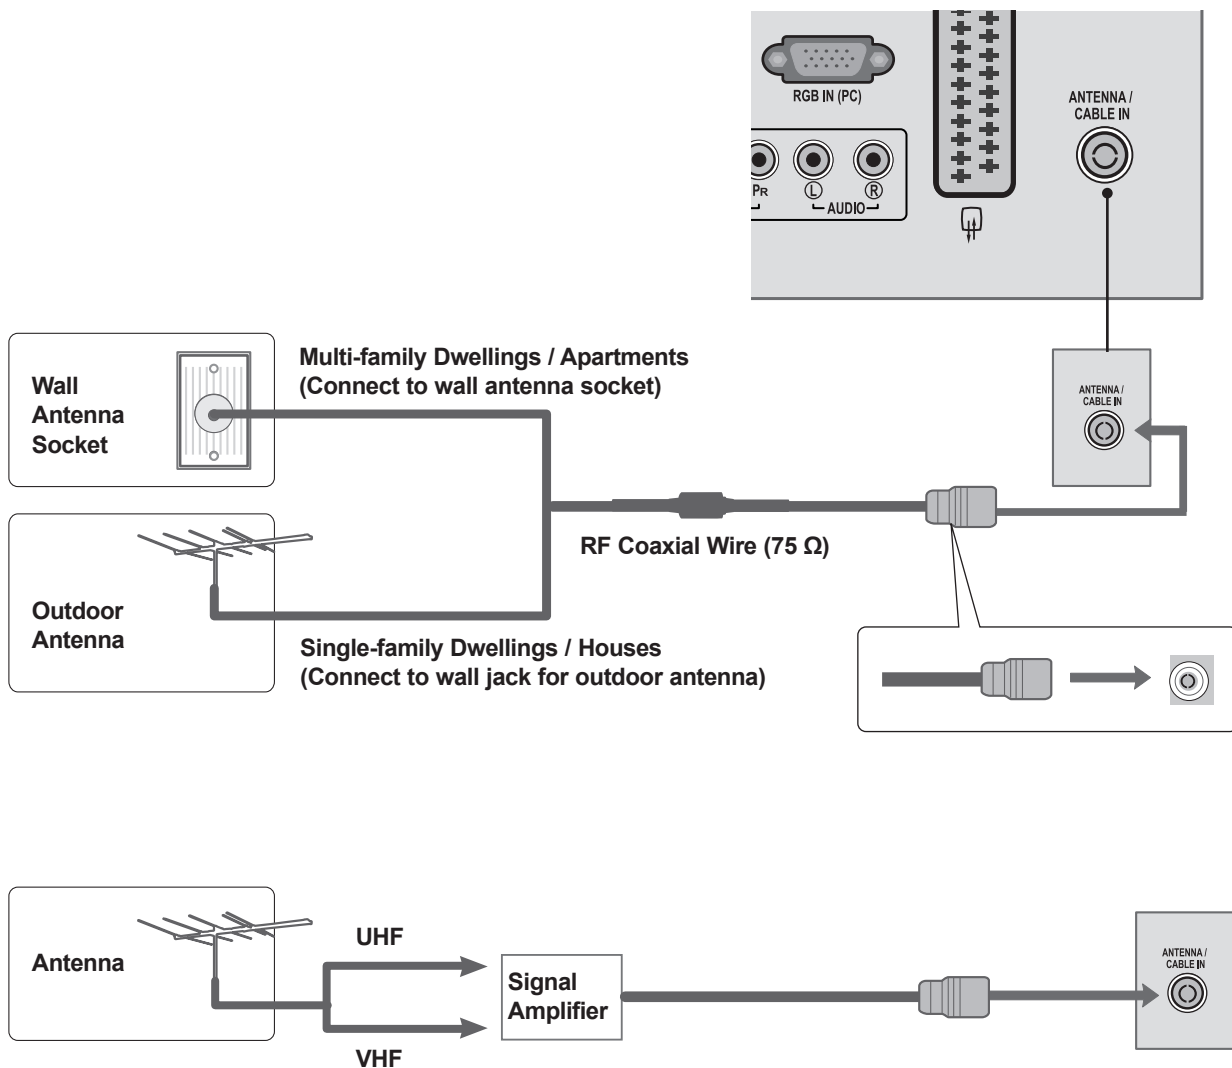 RGB IN (PC)
ANTENNA /
CABLE IN
PR
L
R
AUDIO
Wall
Antenna
Socket
Multi-family Dwellings / Apartments
(Connect to wall antenna socket)
ANTENNA /
CABLE IN
RF Coaxial Wire (75 Ω)
Outdoor
Antenna
Single-family Dwellings / Houses
(Connect to wall jack for outdoor antenna)
Antenna
UHF
VHF
Signal
Amplifier
ANTENNA /
CABLE IN